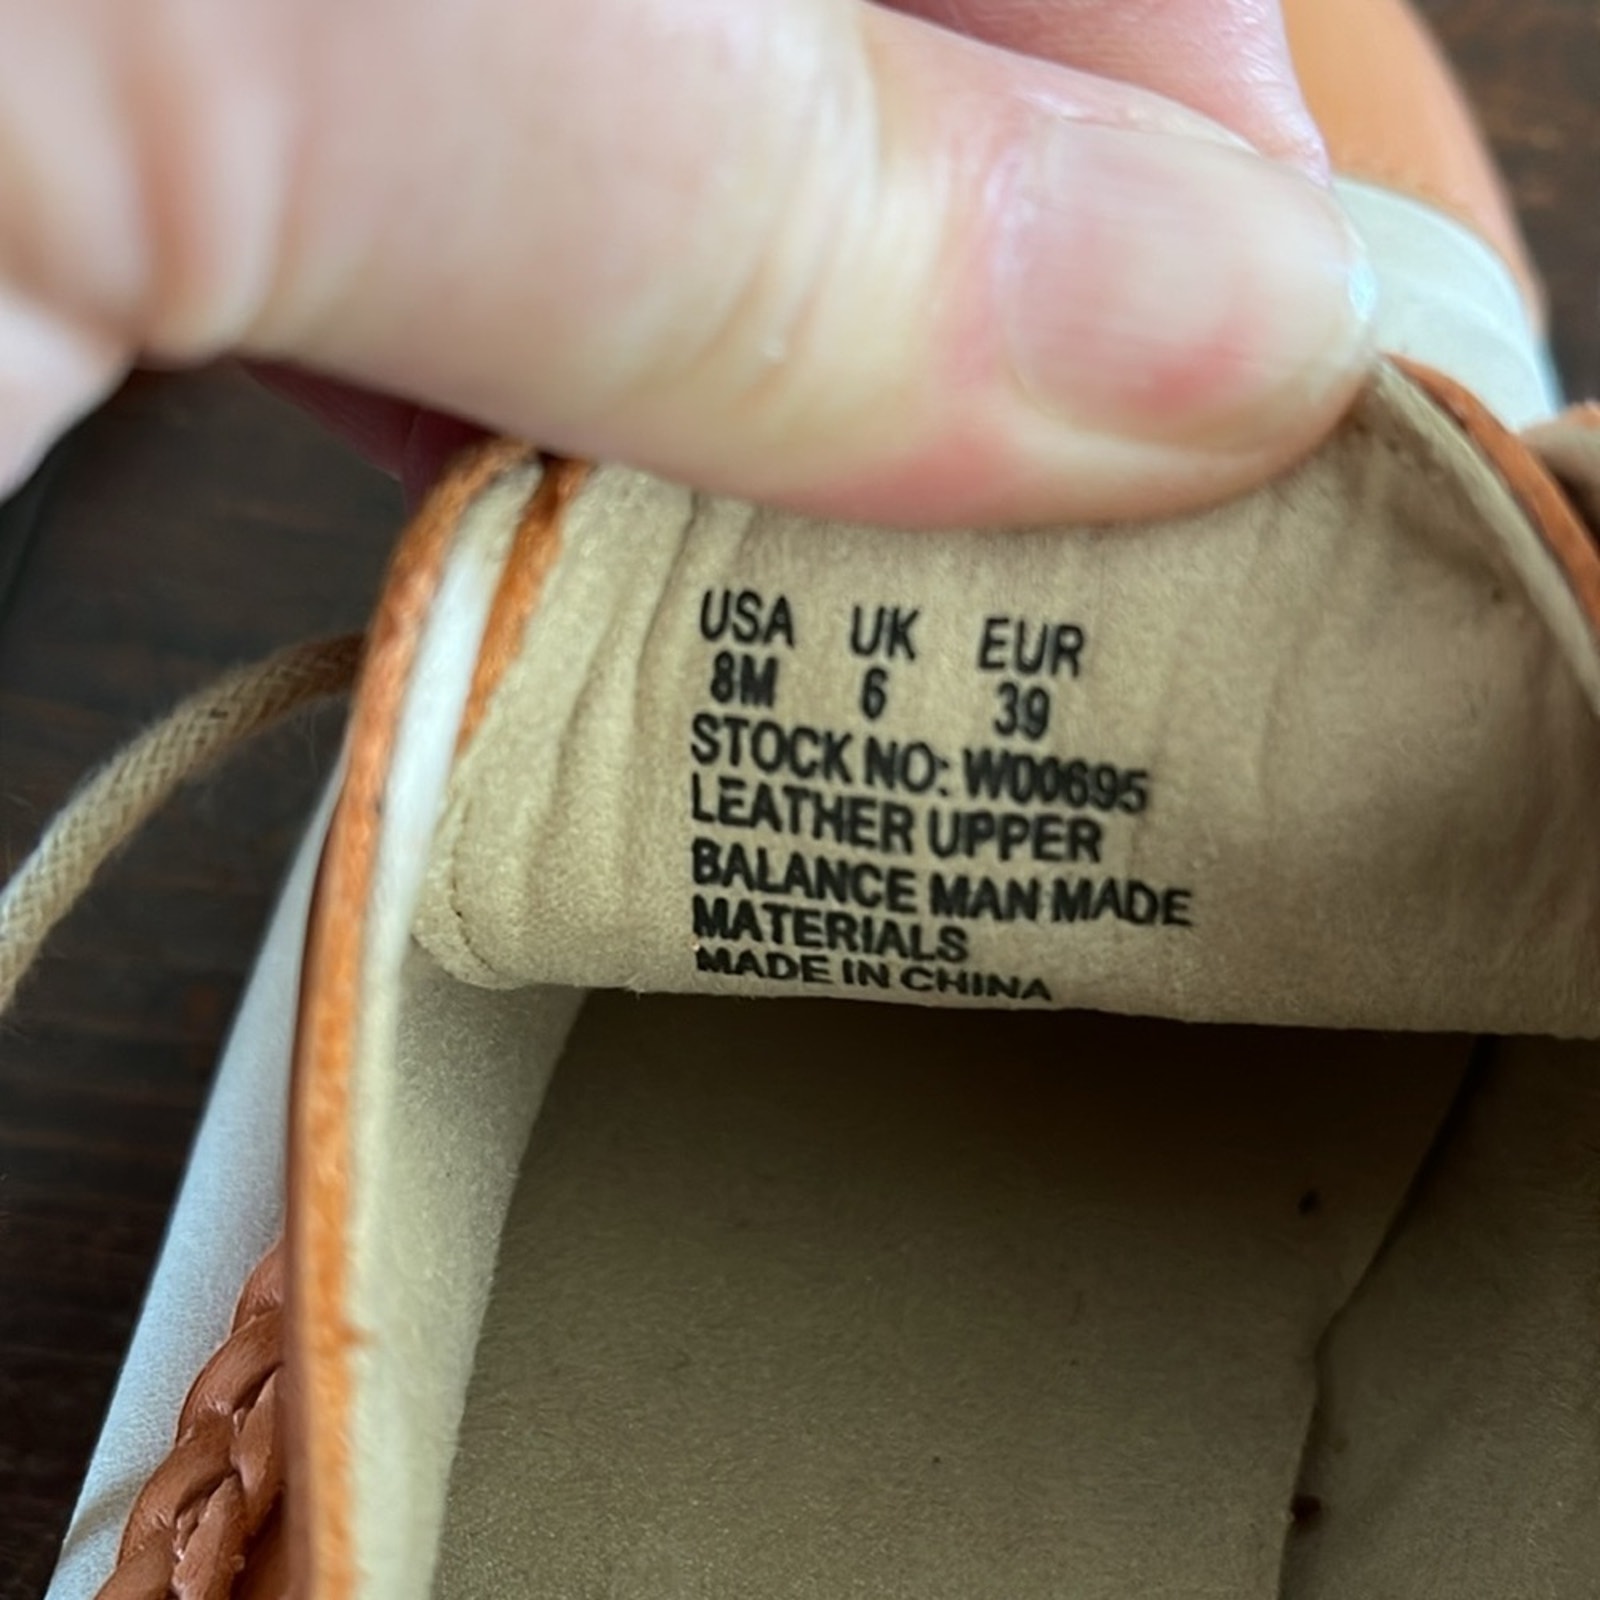 USA UK EUR
8M 6 39
STOCK NO: W00695
LEATHER UPPER
BALANCE MAN MADE
MATERIALS
MADE IN CHINA